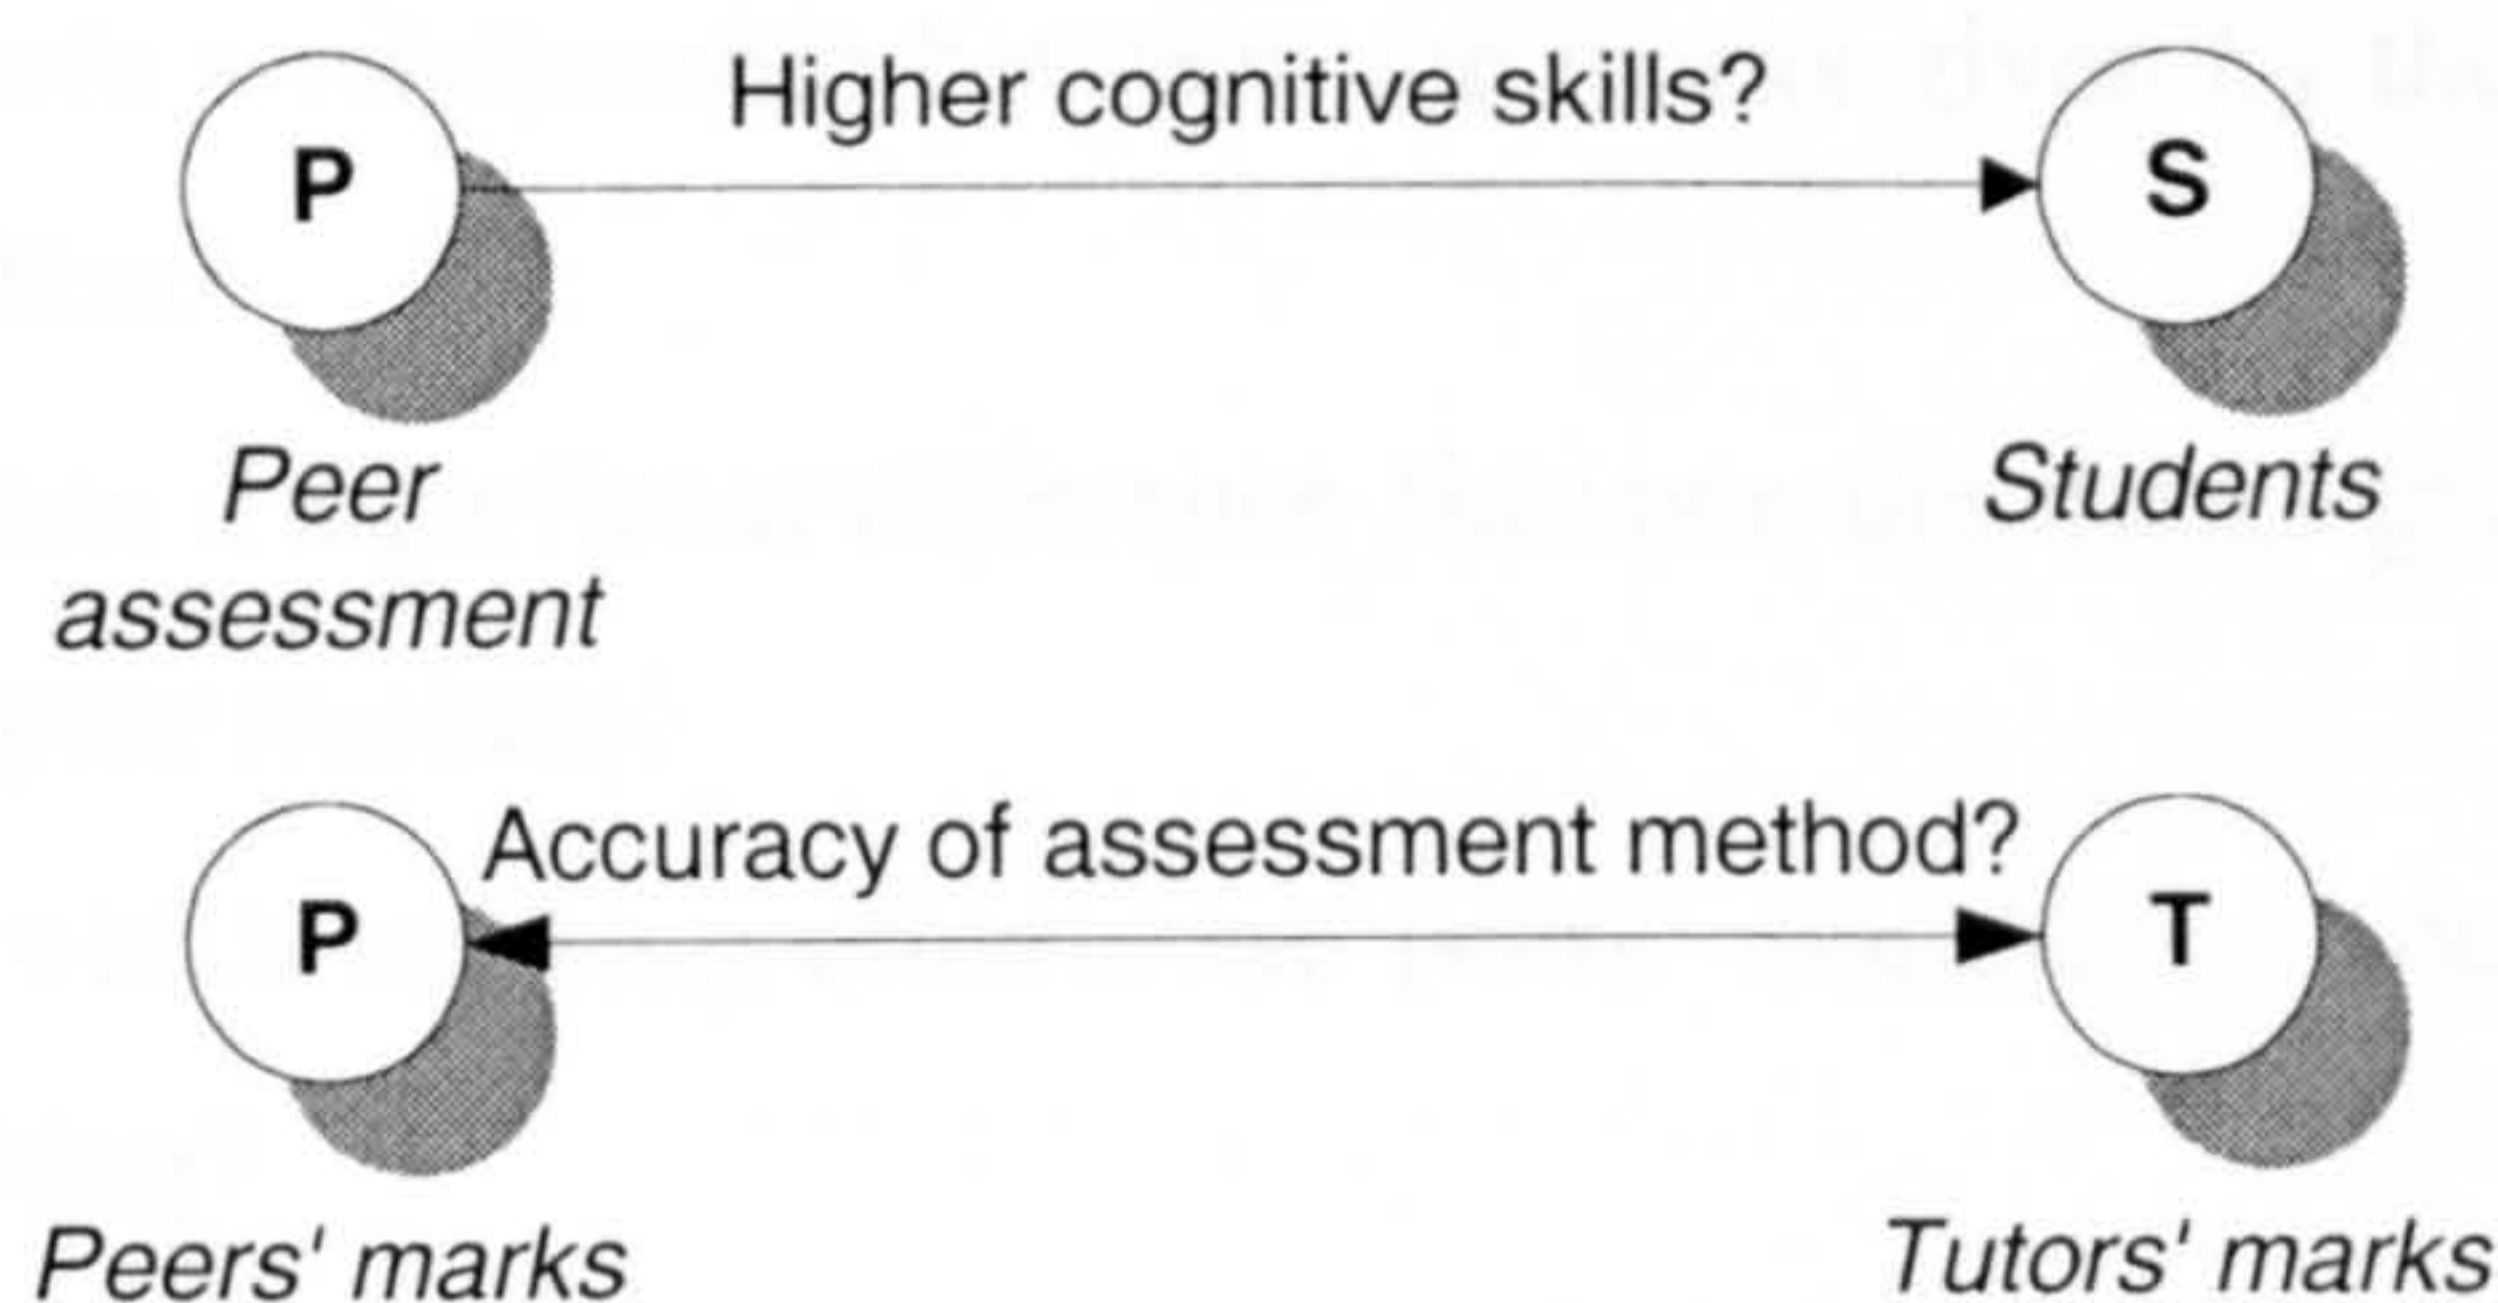 Higher cognitive skills?
P
S
Peer
assessment
Students
Accuracy of assessment method?
P
T
Peers' marks
Tutors' marks